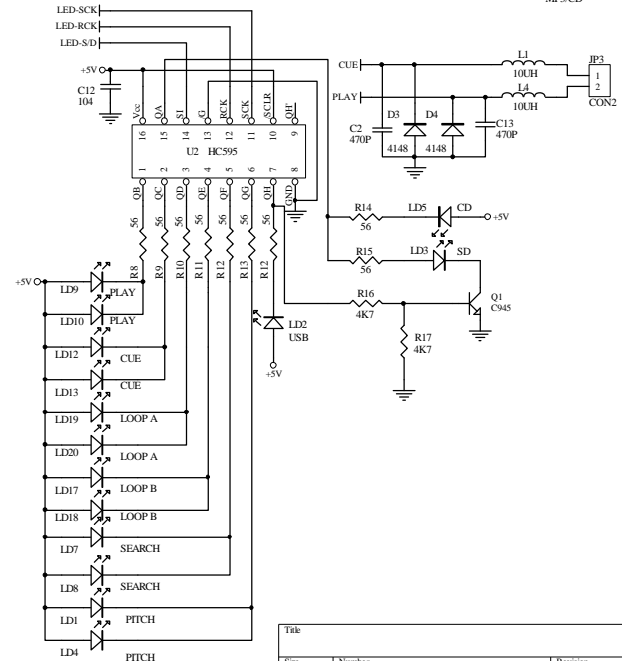 MP3/CD
LED-SCK
LED-RCK
LED-S/D
+5V
C12
104
Vcc QA SI /G RCK SCK SCLR QH'
16 15 14 13 12 11 10 9
U2 HC595
1 2 3 4 5 6 7 8
QB QC QD QE QF QG QH GND
56 56 56 56 56 56 56
R8 R9 R10 R11 R12 R13 R12
CUE
PLAY
L1
10UH
L4
10UH
JP3
1
2
CON2
C2
470P
D3
4148
D4
4148
C13
470P
R14
56
LD5
CD
+5V
R15
56
LD3
SD
R16
4K7
Q1
C945
R17
4K7
LD2
USB
+5V
+5V
LD9
PLAY
LD10
PLAY
LD12
CUE
LD13
CUE
LD19
LOOP A
LD20
LOOP A
LD17
LOOP B
LD18
LOOP B
LD7
SEARCH
LD8
SEARCH
LD1
PITCH
LD4
PITCH
Title